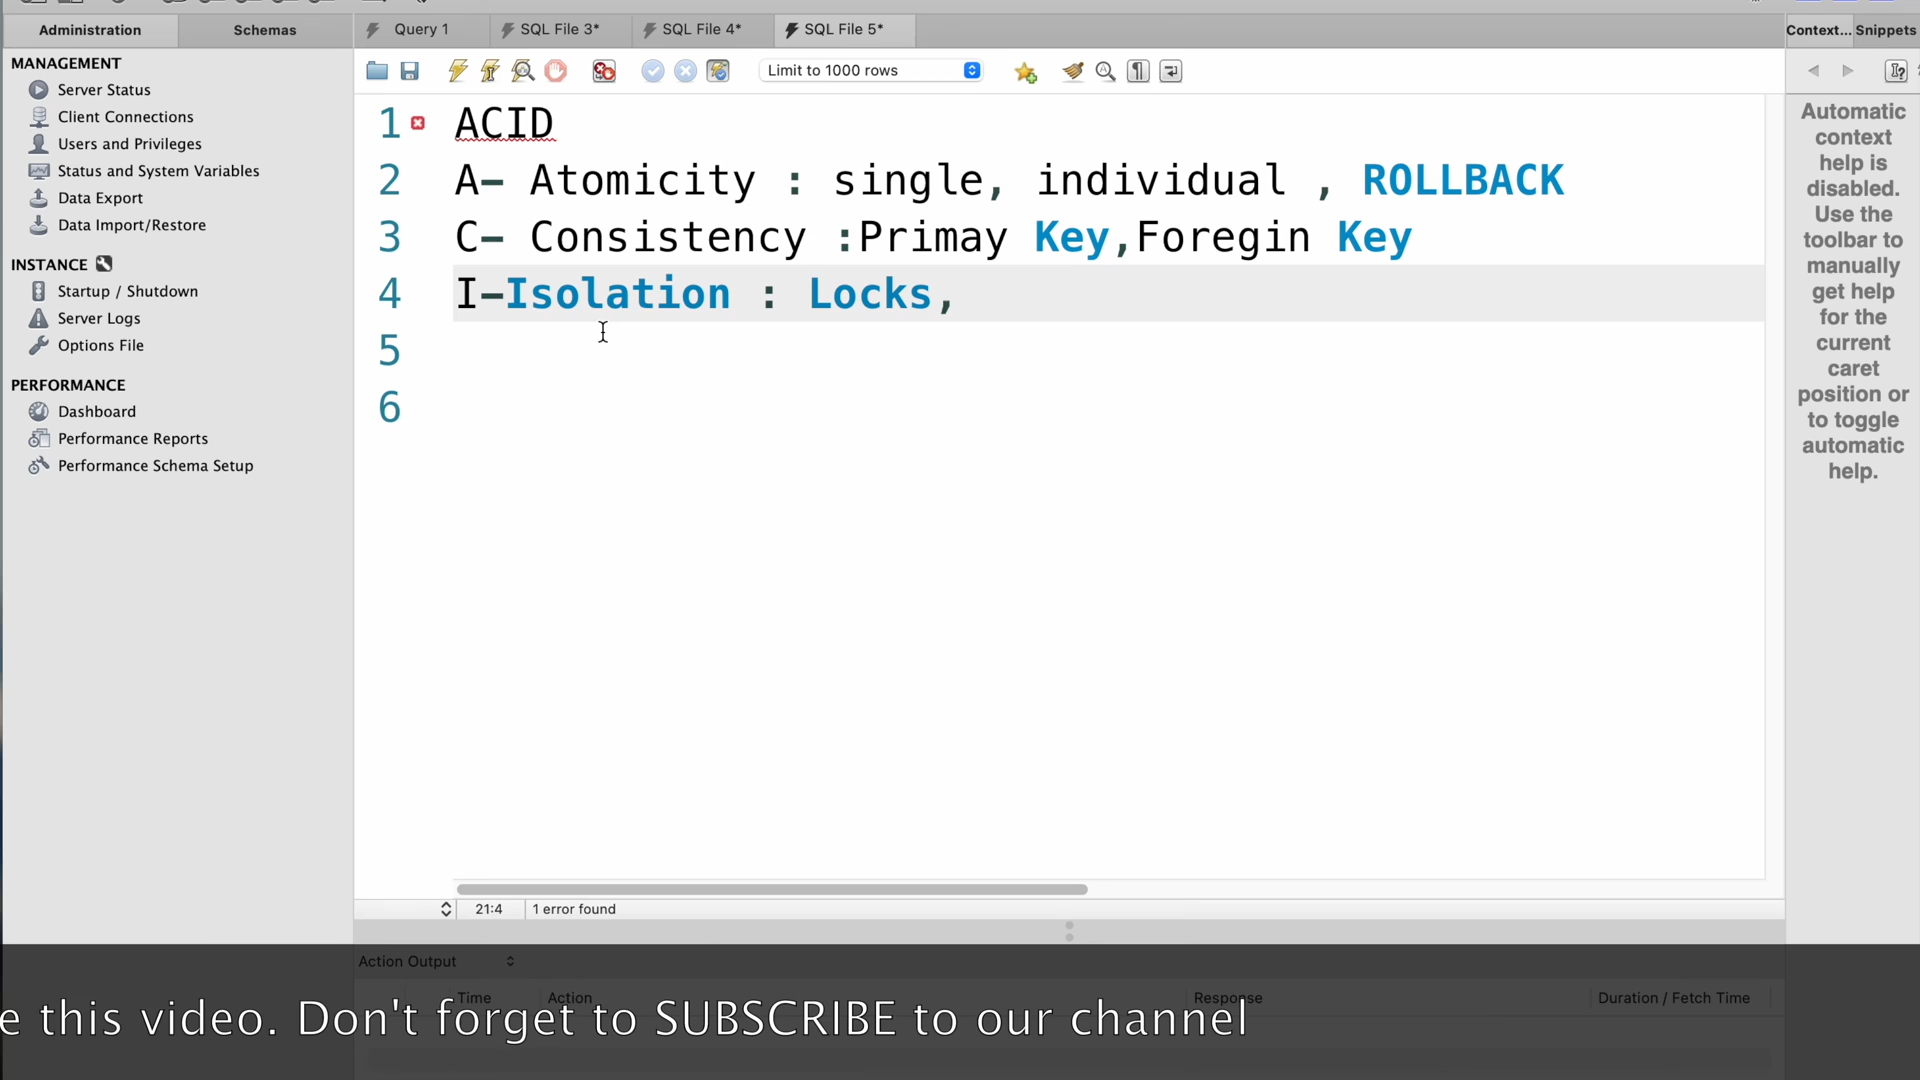 Administration
Schemas
Query 1
SQL File 3*
SQL File 4*
SQL File 5*
Context...
Snippets
MANAGEMENT
Server Status
Client Connections
Users and Privileges
Status and System Variables
Data Export
Data Import/Restore
INSTANCE
Startup / Shutdown
Server Logs
Options File
PERFORMANCE
Dashboard
Performance Reports
Performance Schema Setup
Limit to 1000 rows
1 ACID
2 A- Atomicity : single, individual , ROLLBACK
3 C- Consistency :Primay Key,Foregin Key
4 I-Isolation : Locks,
5
6
Automatic
context
help is
disabled.
Use the
toolbar to
manually
get help
for the
current
caret
position or
to toggle
automatic
help.
21:4
1 error found
Action Output
Time
Action
Response
Duration / Fetch Time
e this video. Don't forget to SUBSCRIBE to our channel